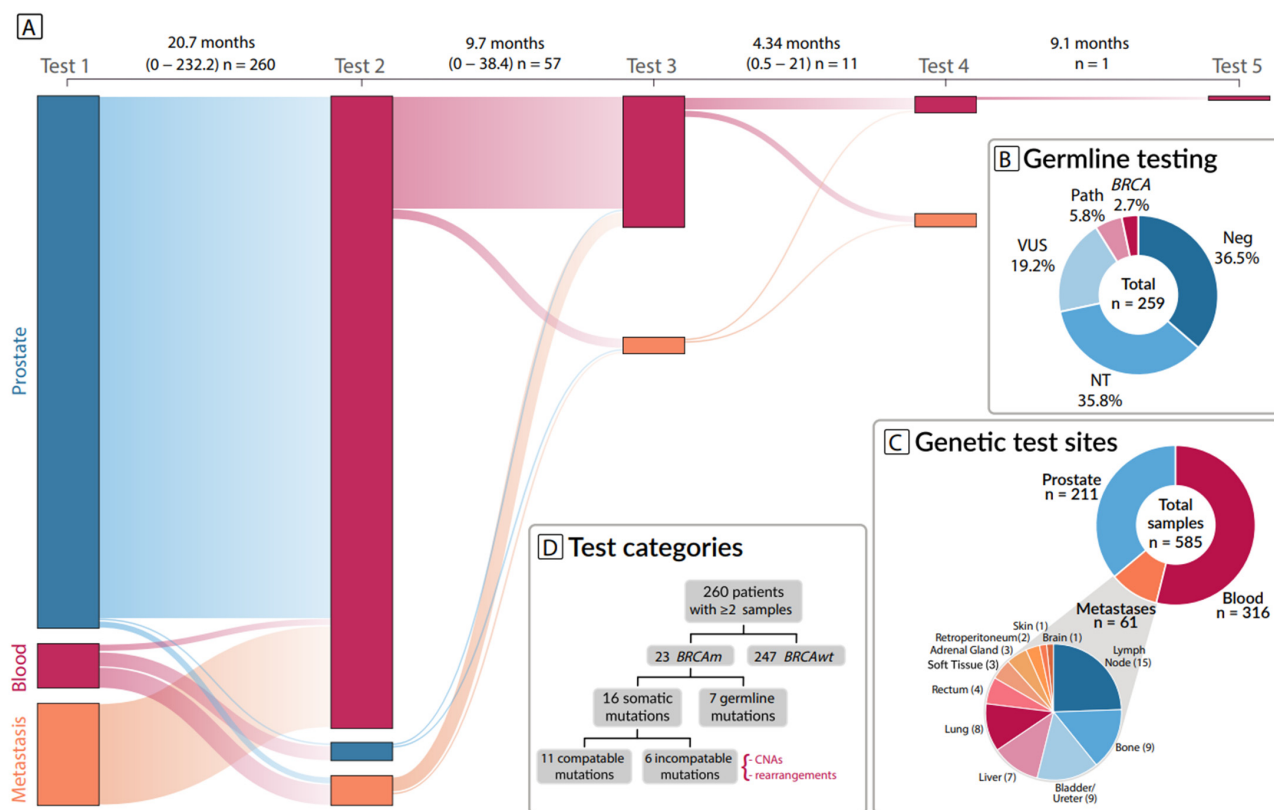 A
20.7 months
(0 – 232.2) n = 260
9.7 months
(0 - 38.4) n = 57
4.34 months
(0.5 – 21) n = 11
9.1 months
n = 1
Test 1
Test 2
Test 3
Test 4
Test 5
Prostate
Blood
Metastasis
B Germline testing
BRCA
2.7%
Path
5.8%
VUS
19.2%
Neg
36.5%
Total
n = 259
NT
35.8%
C Genetic test sites
Prostate
n = 211
Total
samples
n = 585
Blood
n = 316
Metastases
n = 61
Skin (1)
Brain (1)
Retroperitoneum(2)
Adrenal Gland (3)
Soft Tissue (3)
Rectum (4)
Lung (8)
Liver (7)
Bladder/
Ureter (9)
Bone (9)
Lymph
Node (15)
D Test categories
260 patients
with ≥2 samples
23 BRCAm
247 BRCAwt
16 somatic
mutations
7 germline
mutations
11 compatable
mutations
6 incompatable
mutations
{- CNAs
- rearrangements